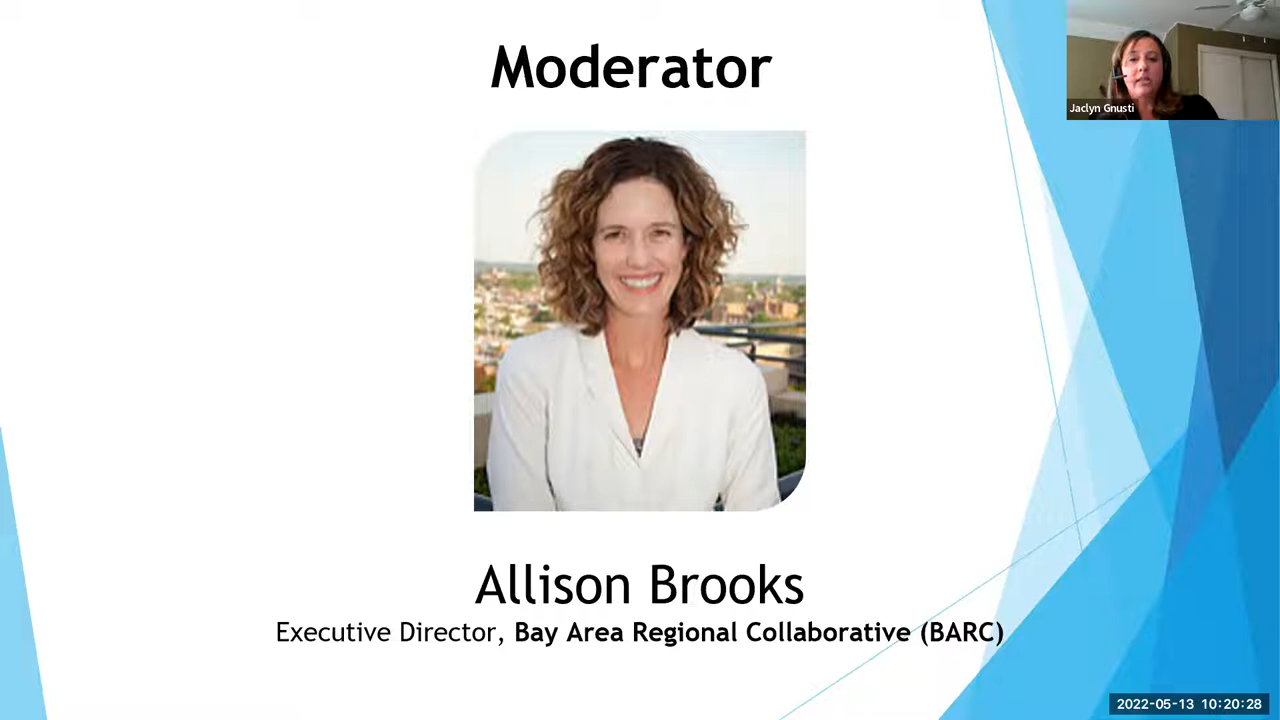 Moderator
Jaclyn Gnusti
Allison Brooks
Executive Director, Bay Area Regional Collaborative (BARC)
2022-05-13 10:20:28